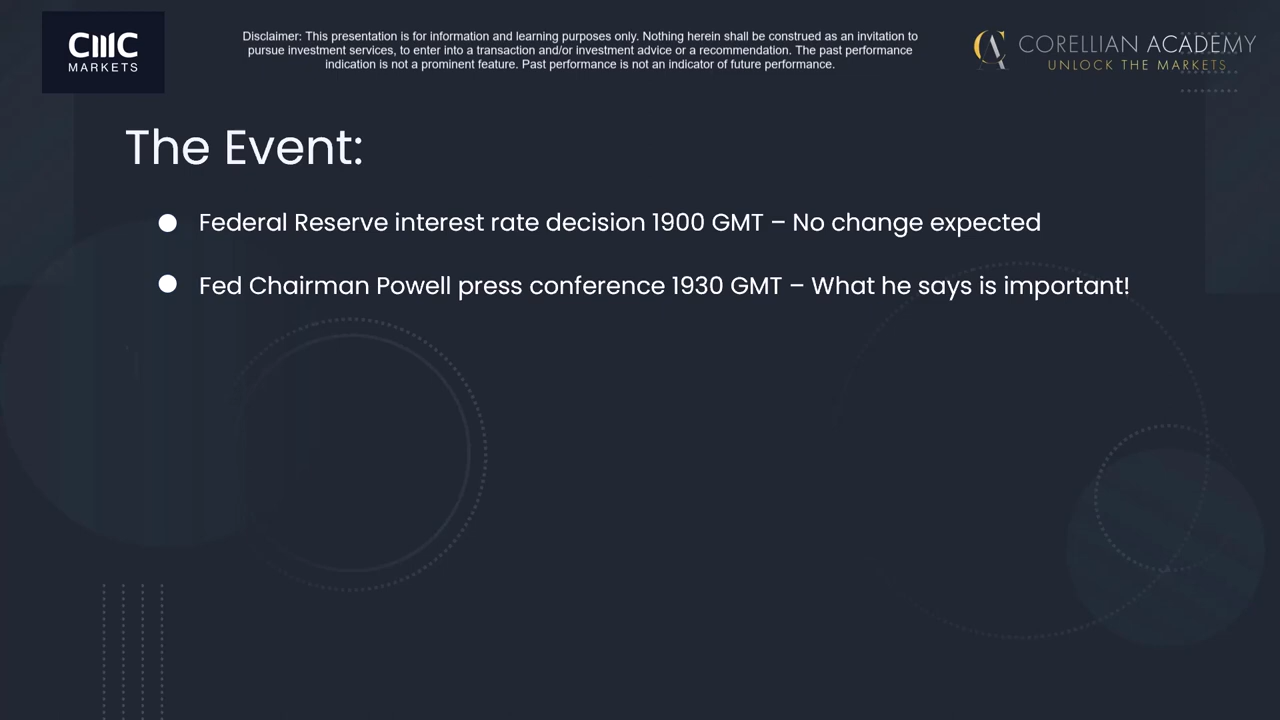 CMC
MARKETS
Disclaimer: This presentation is for information and learning purposes only. Nothing herein shall be construed as an invitation to
pursue investment services, to enter into a transaction and/or investment advice or a recommendation. The past performance
indication is not a prominent feature. Past performance is not an indicator of future performance.
CA CORELLIAN ACADEMY
UNLOCK THE MARKETS
The Event:
Federal Reserve interest rate decision 1900 GMT – No change expected
Fed Chairman Powell press conference 1930 GMT – What he says is important!